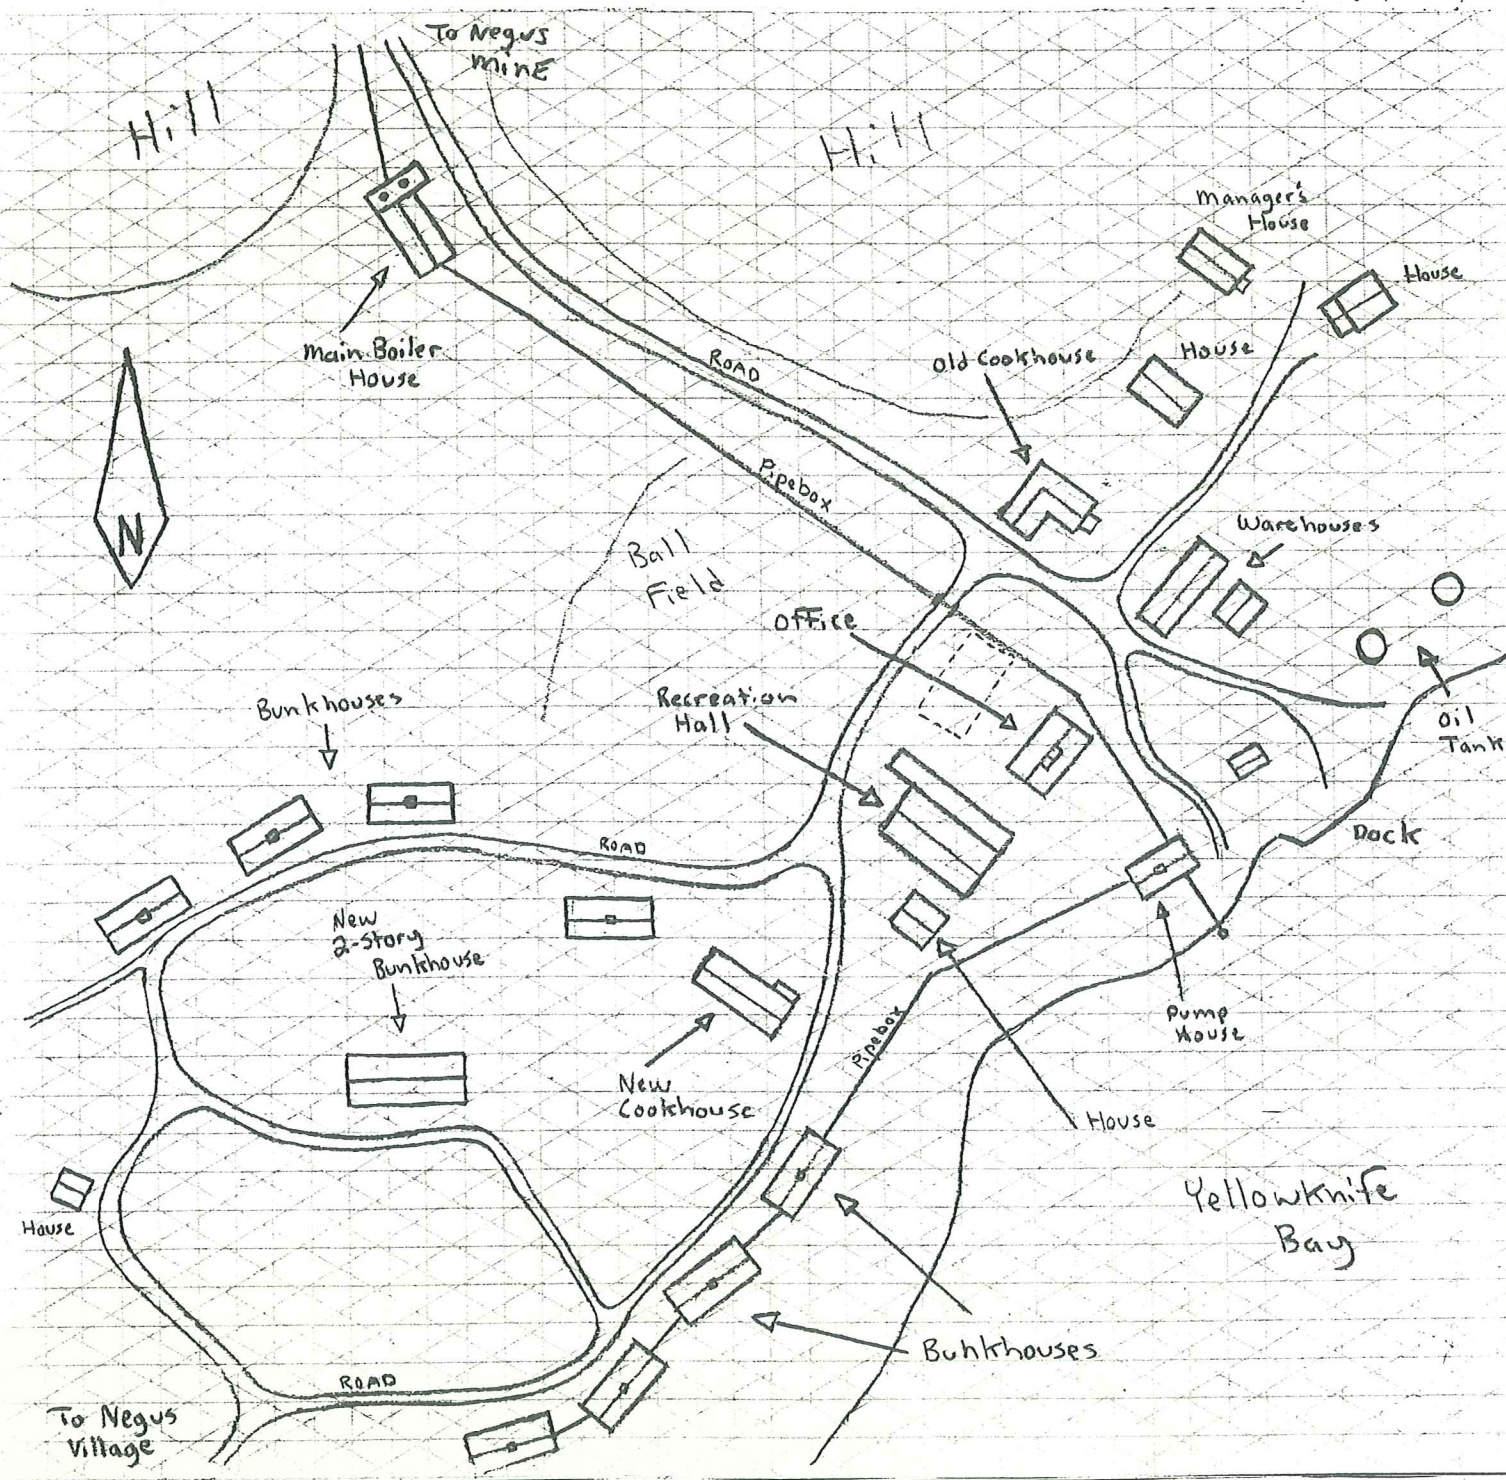 To Negus
MinE
Hill
Hill
Manager's
House
House
Main Boiler
House
ROAD
Old Cookhouse
House
N
Pipebox
Warehouses
Ball
Field
Office
Bunkhouses
Recreation
Hall
Oil
Tank
ROAD
Dock
New
2-Story
Bunkhouse
Pump
House
Pipebox
New
Cookhouse
House
Yellowknife
Bay
House
Bunkhouses
ROAD
To Negus
Village